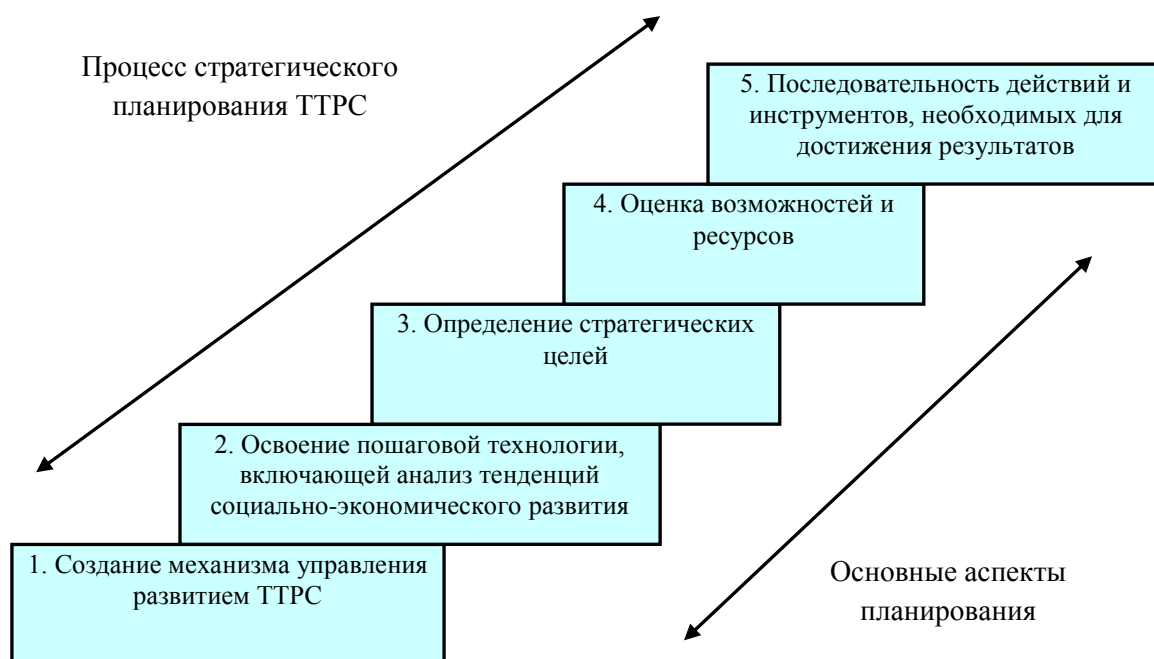 Процесс стратегического
планирования ТТРС
5. Последовательность действий и
инструментов, необходимых для
достижения результатов
4. Оценка возможностей и
ресурсов
3. Определение стратегических
целей
2. Освоение пошаговой технологии,
включающей анализ тенденций
социально-экономического развития
1. Создание механизма управления
развитием ТТРС
Основные аспекты
планирования